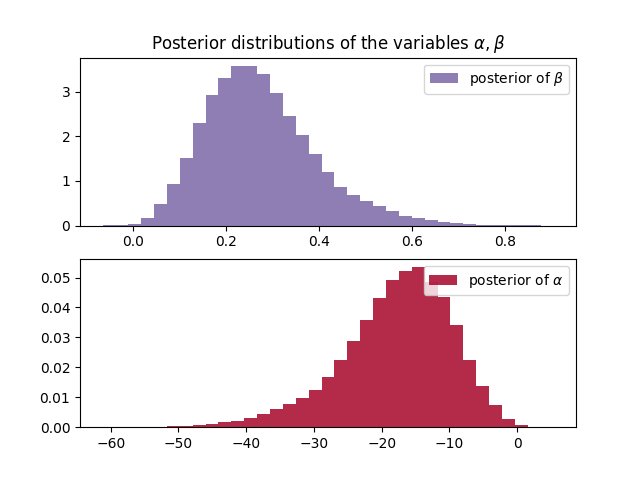 Posterior distributions of the variables α, β
posterior of β
3
2
1
0
0.0 0.2 0.4 0.6 0.8
posterior of α
0.05
0.04
0.03
0.02
0.01
0.00
−60 −50 −40 −30 −20 −10 0